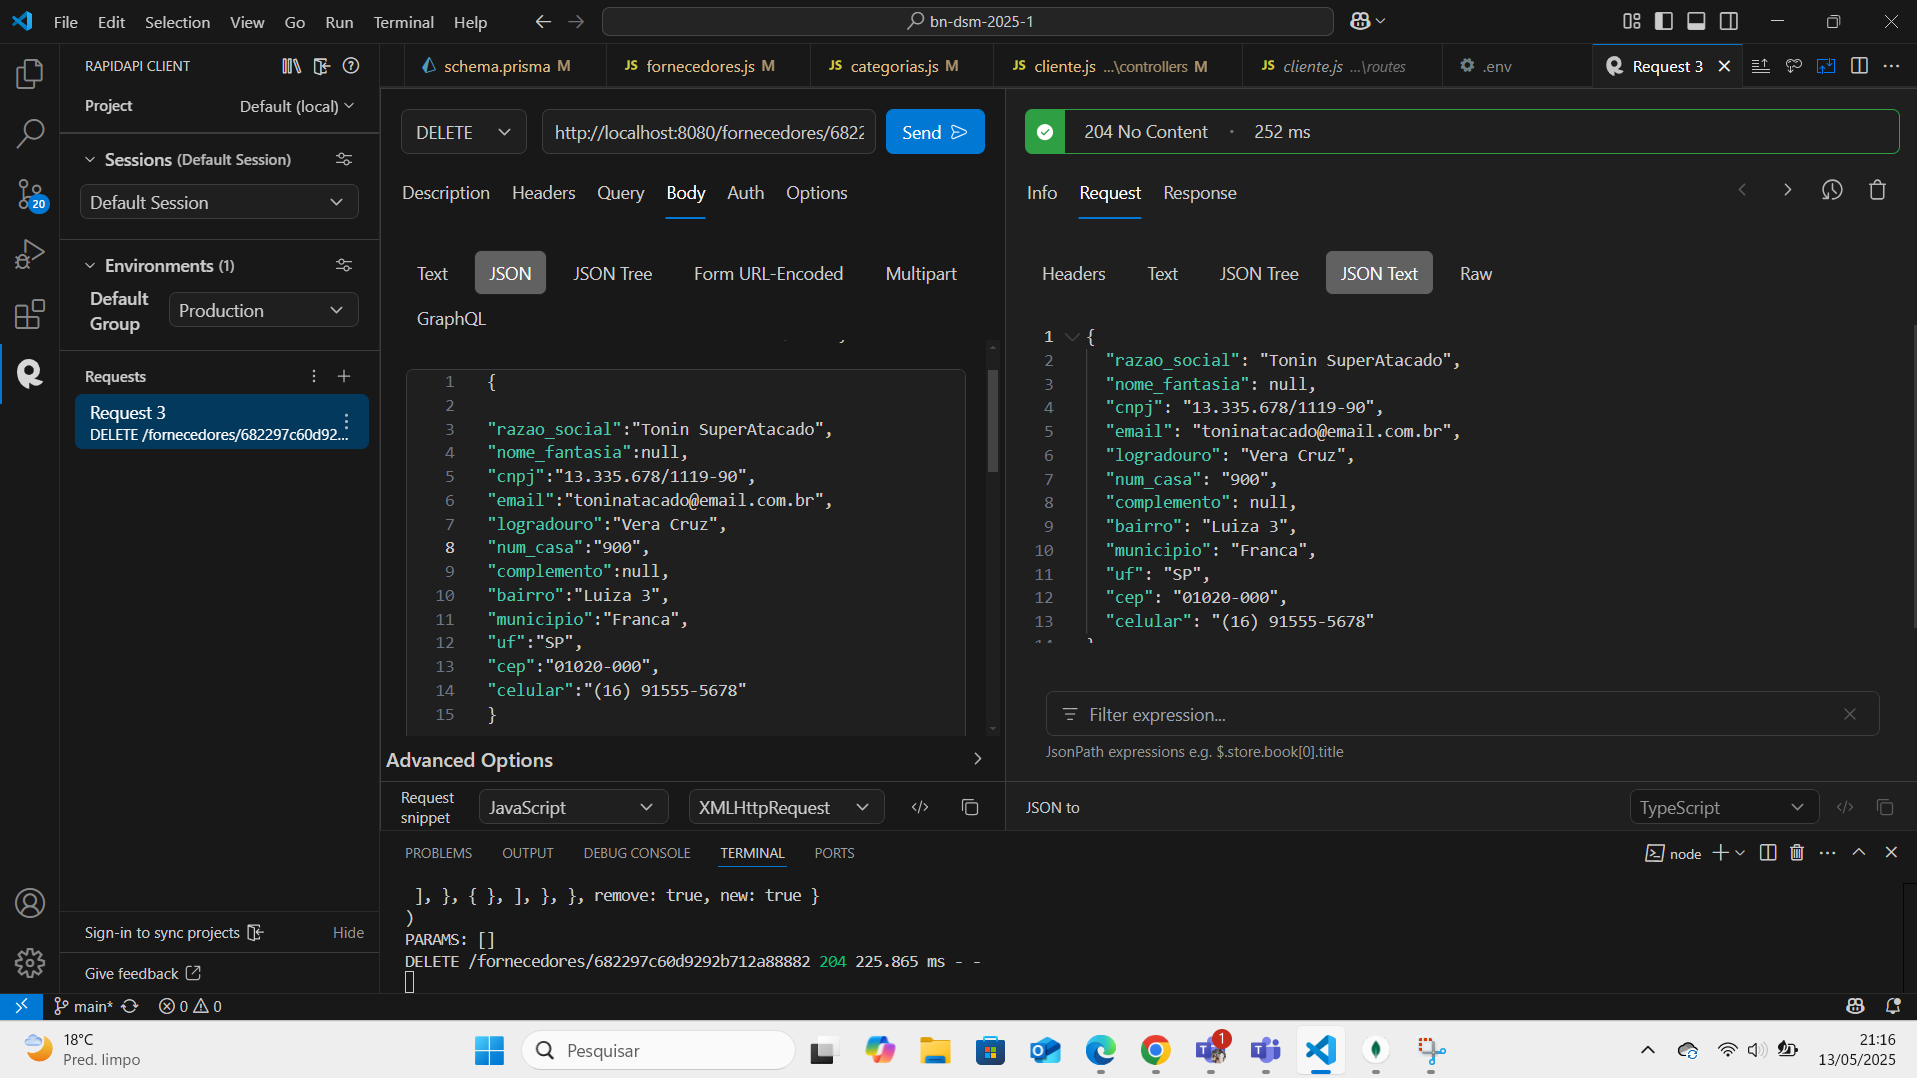 File Edit Selection View Go Run Terminal Help
bn-dsm-2025-1
RAPIDAPI CLIENT
Project Default (local)
Sessions (Default Session)
Default Session
Environments (1)
Default Group Production
Requests
Request 3
DELETE /fornecedores/682297c60d92...
Sign-in to sync projects Hide
Give feedback
20
schema.prisma M
JS fornecedores.js M
JS categorias.js M
JS cliente.js ...\controllers M
JS cliente.js ...\routes
.env
Request 3
DELETE http://localhost:8080/fornecedores/6822 Send
Description Headers Query Body Auth Options
Text JSON JSON Tree Form URL-Encoded Multipart
GraphQL
1 {
2
3 "razao_social":"Tonin SuperAtacado",
4 "nome_fantasia":null,
5 "cnpj":"13.335.678/1119-90",
6 "email":"toninatacado@email.com.br",
7 "logradouro":"Vera Cruz",
8 "num_casa":"900",
9 "complemento":null,
10 "bairro":"Luiza 3",
11 "municipio":"Franca",
12 "uf":"SP",
13 "cep":"01020-000",
14 "celular":"(16) 91555-5678"
15 }
Advanced Options
Request snippet JavaScript XMLHttpRequest
204 No Content · 252 ms
Info Request Response
Headers Text JSON Tree JSON Text Raw
1 {
2 "razao_social": "Tonin SuperAtacado",
3 "nome_fantasia": null,
4 "cnpj": "13.335.678/1119-90",
5 "email": "toninatacado@email.com.br",
6 "logradouro": "Vera Cruz",
7 "num_casa": "900",
8 "complemento": null,
9 "bairro": "Luiza 3",
10 "municipio": "Franca",
11 "uf": "SP",
12 "cep": "01020-000",
13 "celular": "(16) 91555-5678"
14 }
Filter expression...
JsonPath expressions e.g. $.store.book[0].title
JSON to TypeScript
PROBLEMS OUTPUT DEBUG CONSOLE TERMINAL PORTS
node
], }, { }, ], }, }, remove: true, new: true }
)
PARAMS: []
DELETE /fornecedores/682297c60d9292b712a88882 204 225.865 ms - -
main* 0 0
18°C
Pred. limpo
Pesquisar
1
21:16
13/05/2025